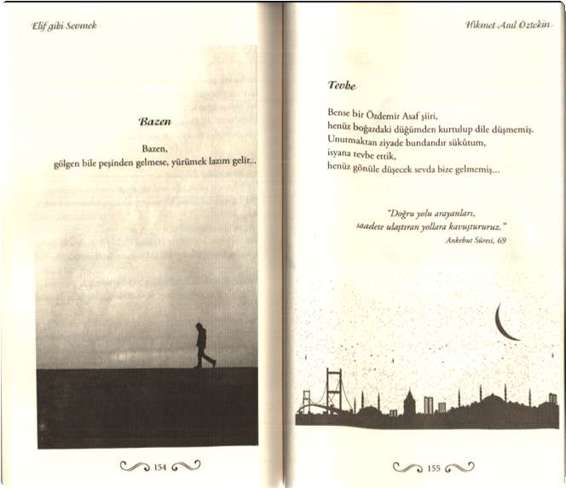 Elif gibi Sevmek
Bazen
Bazen,
gölgen bile peşinden gelmese, yürümek lazım gelir...
154
Hikmet Anıl Öztekin
Tevbe
Bense bir Özdemir Asaf şiiri,
henüz boğazdaki düğümden kurtulup dile düşmemiş.
Unutmaktan ziyade bundandır sükûtum,
isyana tevbe ettik,
henüz gönüle düşecek sevda bize gelmemiş...
"Doğru yolu arayanları,
saadete ulaştıran yollara kavuştururuz."
Ankebut Sûresi, 69
155